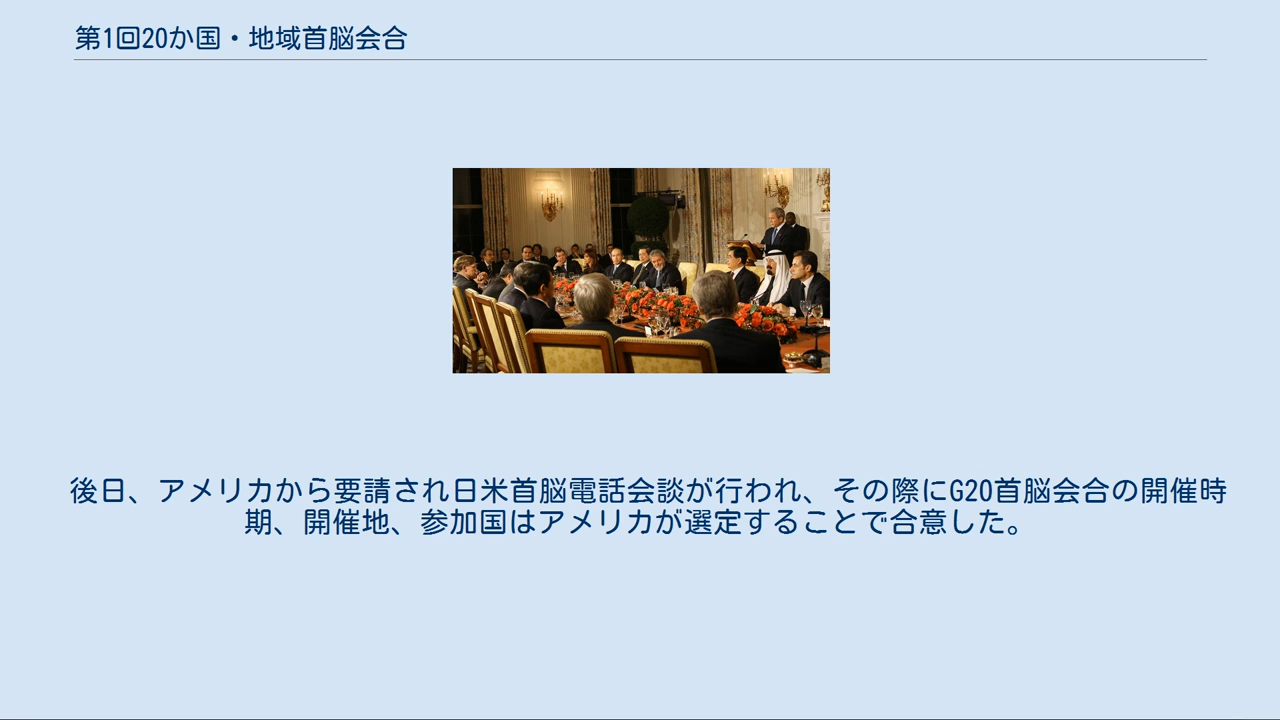 第1回20か国・地域首脳会合
後日、アメリカから要請され日米首脳電話会談が行われ、その際にG20首脳会合の開催時
期、開催地、参加国はアメリカが選定することで合意した。